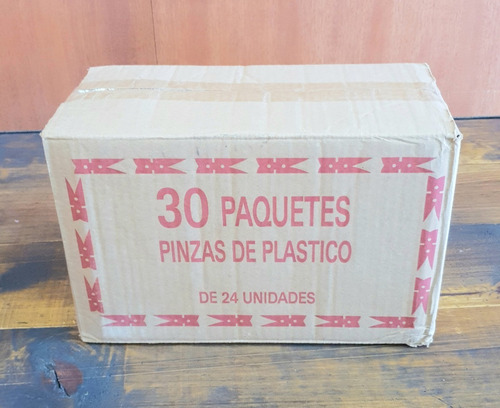 30 PAQUETES
PINZAS DE PLASTICO
DE 24 UNIDADES